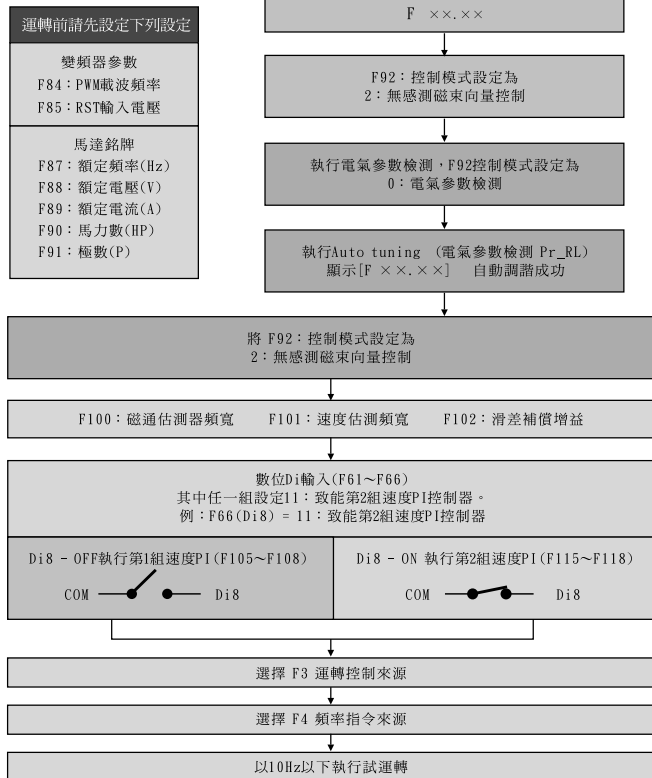 運轉前請先設定下列設定
變頻器參數
F84：PWM載波頻率
F85：RST輸入電壓
馬達銘牌
F87：額定頻率(Hz)
F88：額定電壓(V)
F89：額定電流(A)
F90：馬力數(HP)
F91：極數(P)
F ××.××
F92：控制模式設定為
2：無感測磁束向量控制
執行電氣參數檢測，F92控制模式設定為
0：電氣參數檢測
執行Auto tuning (電氣參數檢測 Pr_RL)
顯示[F ××.××] 自動調諧成功
將 F92：控制模式設定為
2：無感測磁束向量控制
F100：磁通估測器頻寬 F101：速度估測頻寬 F102：滑差補償增益
數位Di輸入(F61～F66)
其中任一組設定11：致能第2組速度PI控制器。
例：F66(Di8) = 11：致能第2組速度PI控制器
Di8 - OFF執行第1組速度PI(F105～F108)
COM Di8
Di8 - ON 執行第2組速度PI(F115～F118)
COM Di8
選擇 F3 運轉控制來源
選擇 F4 頻率指令來源
以10Hz以下執行試運轉